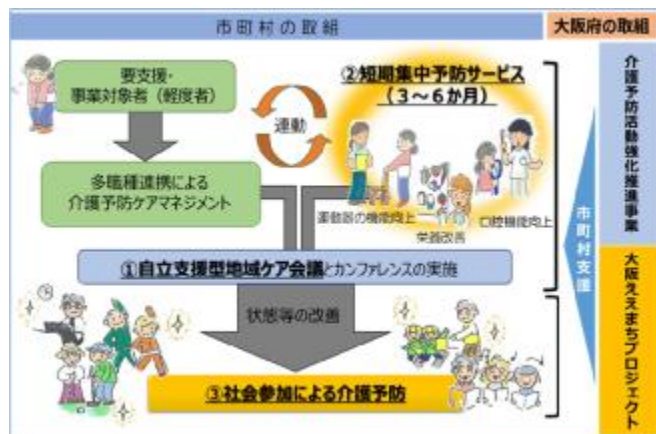 市町村の取組
大阪府の取組
要支援・
事業対象者（軽度者）
②短期集中予防サービス
（3～6か月）
連動
多職種連携による
介護予防ケアマネジメント
運動器の機能向上
栄養改善
口腔機能向上
①自立支援型地域ケア会議とカンファレンスの実施
状態等の改善
③社会参加による介護予防
市町村支援
介護予防活動強化推進事業
大阪ええまちプロジェクト